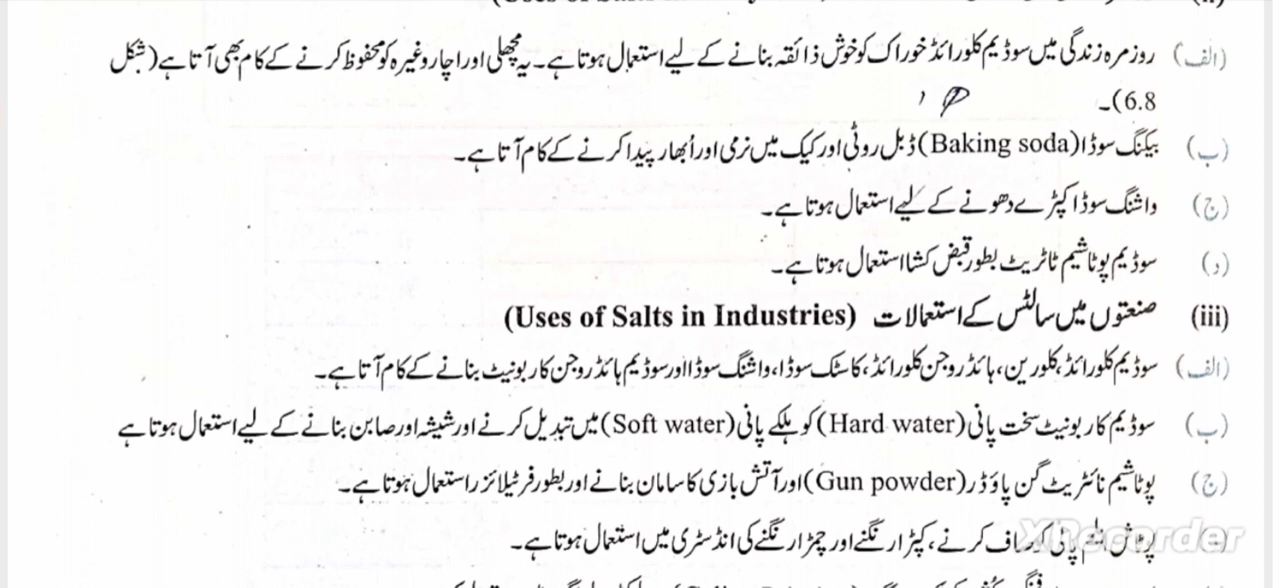 (الف) روزمرہ زندگی میں سوڈیم کلورائڈ خوراک کو خوش ذائقہ بنانے کے لیے استعمال ہوتا ہے۔ یہ مچھلی اور اچار وغیرہ کو محفوظ کرنے کے کام بھی آتا ہے (شکل
6.8)۔
(ب) بیکنگ سوڈا (Baking soda) ڈبل روٹی اور کیک میں نرمی اور اُبھار پیدا کرنے کے کام آتا ہے۔
(ج) واشنگ سوڈا کپڑے دھونے کے لیے استعمال ہوتا ہے۔
(د) سوڈیم پوٹاشیم ٹاٹریٹ بطور قبض کشا استعمال ہوتا ہے۔
(iii) صنعتوں میں سالٹس کے استعمالات (Uses of Salts in Industries)
(الف) سوڈیم کلورائڈ، کلورین، ہائڈروجن کلورائڈ، کاسٹک سوڈا، واشنگ سوڈا اور سوڈیم ہائڈروجن کاربونیٹ بنانے کے کام آتا ہے۔
(ب) سوڈیم کاربونیٹ سخت پانی (Hard water) کو ہلکے پانی (Soft water) میں تبدیل کرنے اور شیشہ اور صابن بنانے کے لیے استعمال ہوتا ہے
(ج) پوٹاشیم نائٹریٹ گن پاؤڈر (Gun powder) اور آتش بازی کا سامان بنانے اور بطور فرٹیلائزر استعمال ہوتا ہے۔
پانی کو صاف کرنے، کپڑا رنگنے اور چمڑا رنگنے کی انڈسٹری میں استعمال ہوتا ہے۔
XRecorder